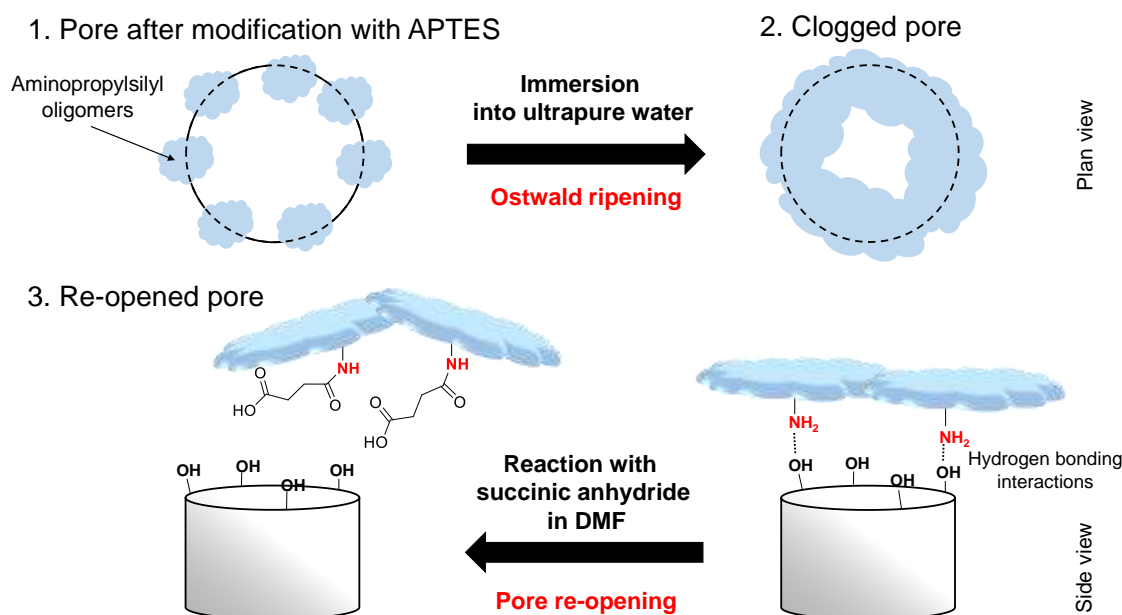 1. Pore after modification with APTES
2. Clogged pore
Aminopropylsilyl
oligomers
Immersion
into ultrapure water
Ostwald ripening
Plan view
3. Re-opened pore
NH
O
HO
O
NH
O
O
HO
OH
OH
OH
OH
Reaction with
succinic anhydride
in DMF
Pore re-opening
NH2
NH2
Hydrogen bonding
interactions
OH
OH
OH
OH
Side view